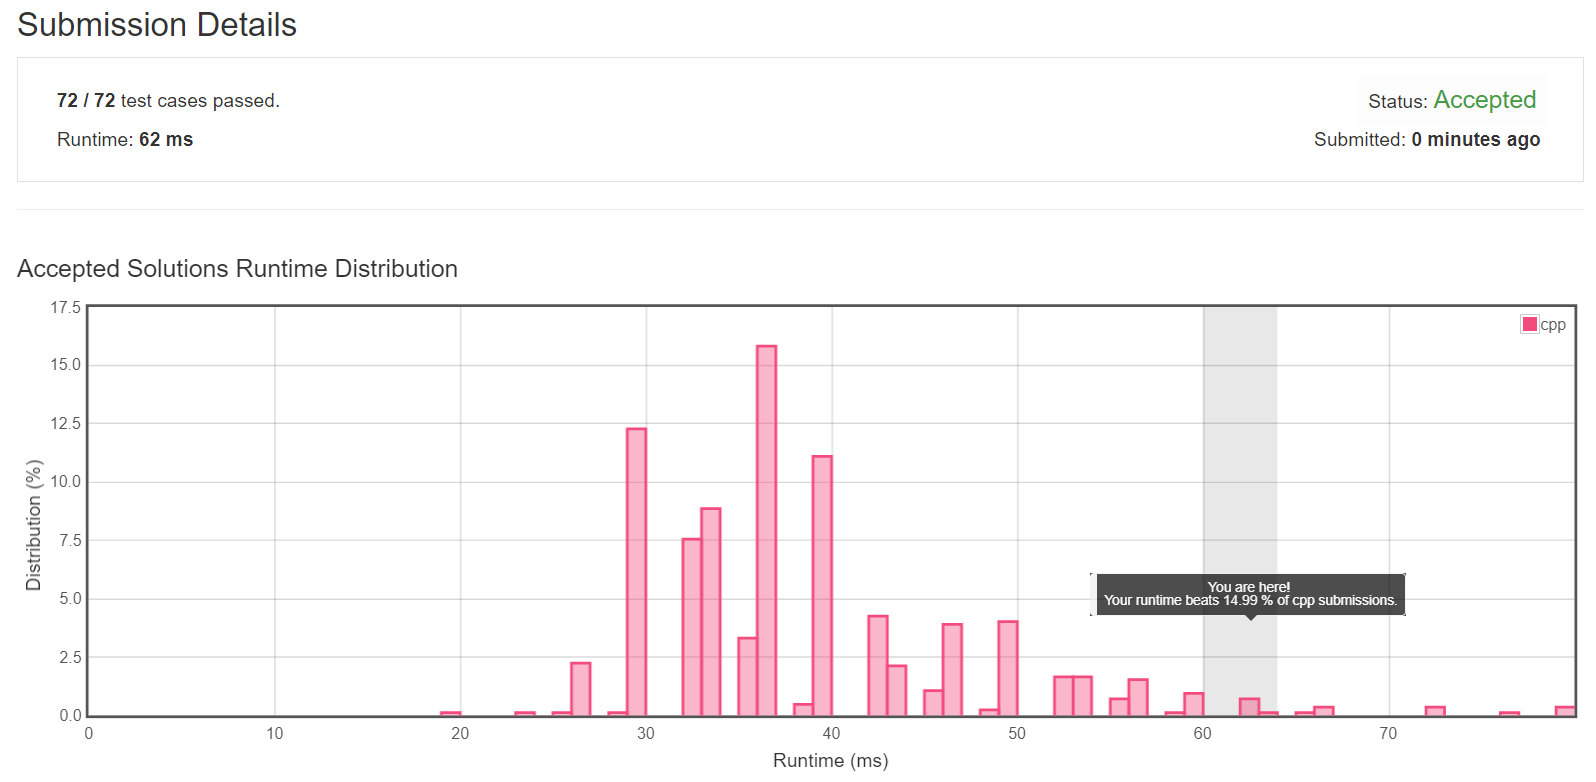 Submission Details
72 / 72 test cases passed.
Status: Accepted
Runtime: 62 ms
Submitted: 0 minutes ago
Accepted Solutions Runtime Distribution
17.5
15.0
12.5
10.0
7.5
5.0
2.5
0.0
Distribution (%)
cpp
You are here!
Your runtime beats 14.99 % of cpp submissions.
0 10 20 30 40 50 60 70
Runtime (ms)